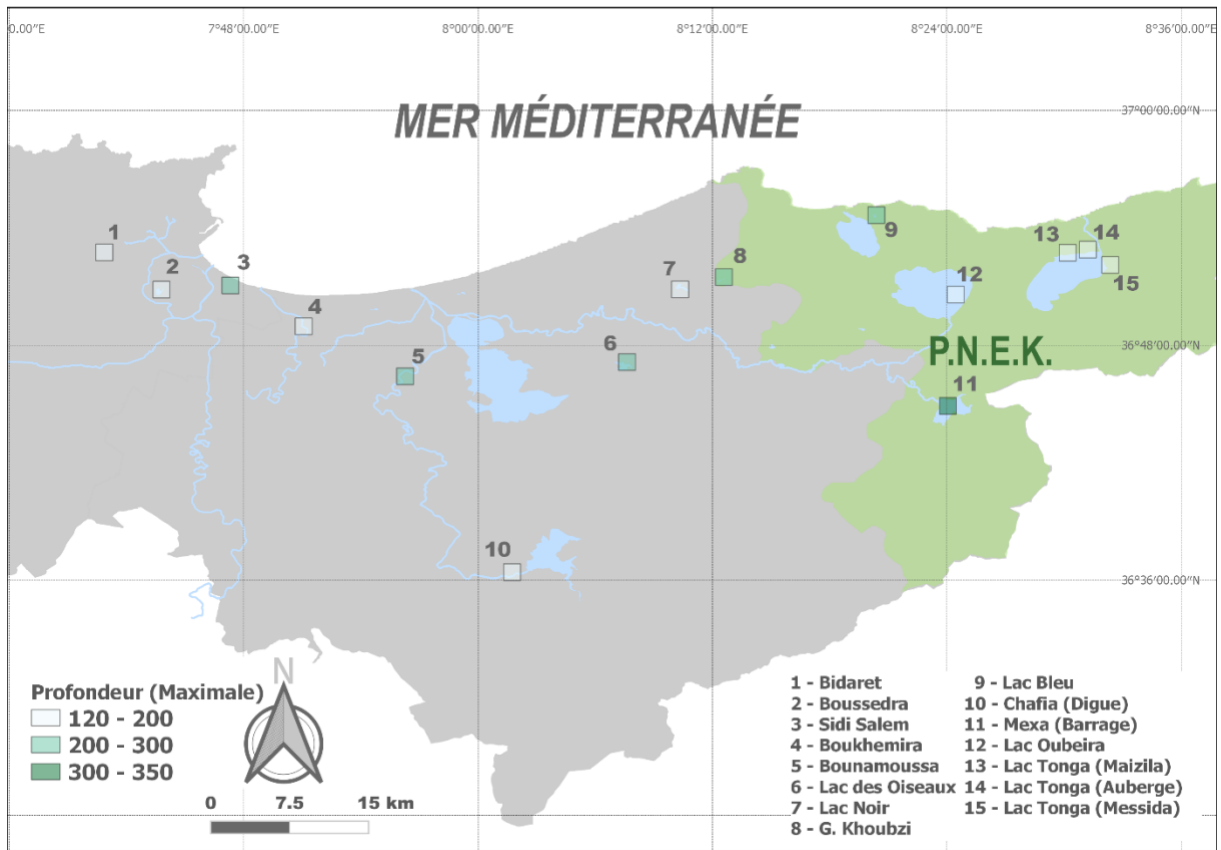 0.00″E 7°48′00.00″E 8°00′00.00″E 8°12′00.00″E 8°24′00.00″E 8°36′00.00″E
MER MÉDITERRANÉE
37°00′00.00″N
1
2
3
4
5
6
7
8
9
10
11
12
13
14
15
36°48′00.00″N
P.N.E.K.
36°36′00.00″N
N
Profondeur (Maximale)
120 - 200
200 - 300
300 - 350
0 7.5 15 km
1 - Bidaret
2 - Boussedra
3 - Sidi Salem
4 - Boukhemira
5 - Bounamoussa
6 - Lac des Oiseaux
7 - Lac Noir
8 - G. Khoubzi
9 - Lac Bleu
10 - Chafia (Digue)
11 - Mexa (Barrage)
12 - Lac Oubeira
13 - Lac Tonga (Maizila)
14 - Lac Tonga (Auberge)
15 - Lac Tonga (Messida)